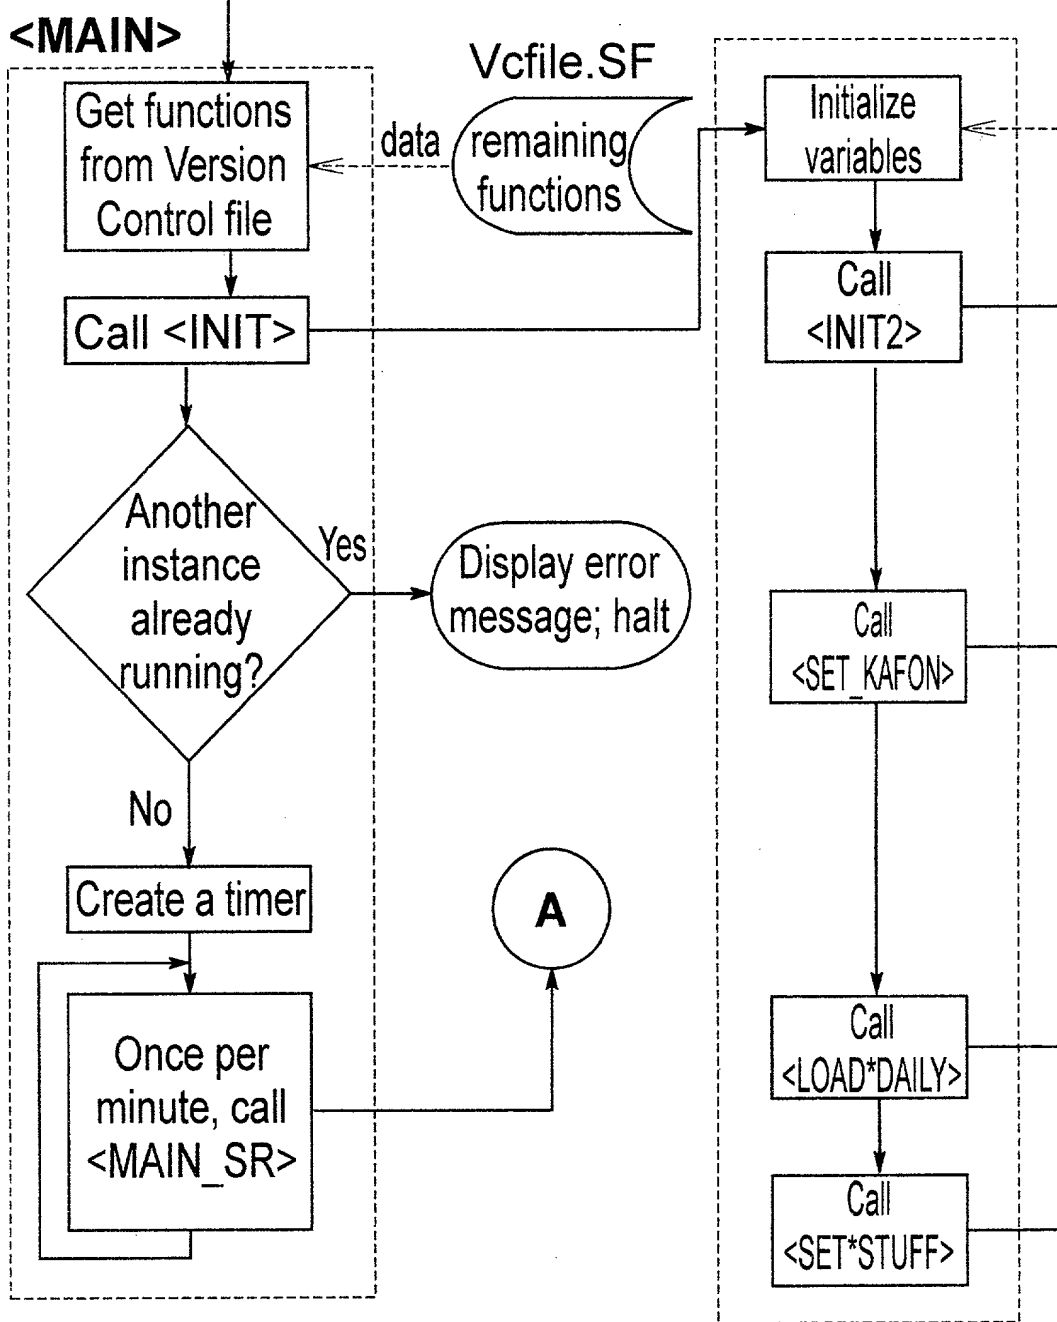 <MAIN>
Get functions
from Version
Control file
data
Vcfile.SF
remaining
functions
Call <INIT>
Another
instance
already
running?
Yes
Display error
message; halt
No
Create a timer
Once per
minute, call
<MAIN_SR>
A
Initialize
variables
Call
<INIT2>
Call
<SET_KAFON>
Call
<LOAD*DAILY>
Call
<SET*STUFF>